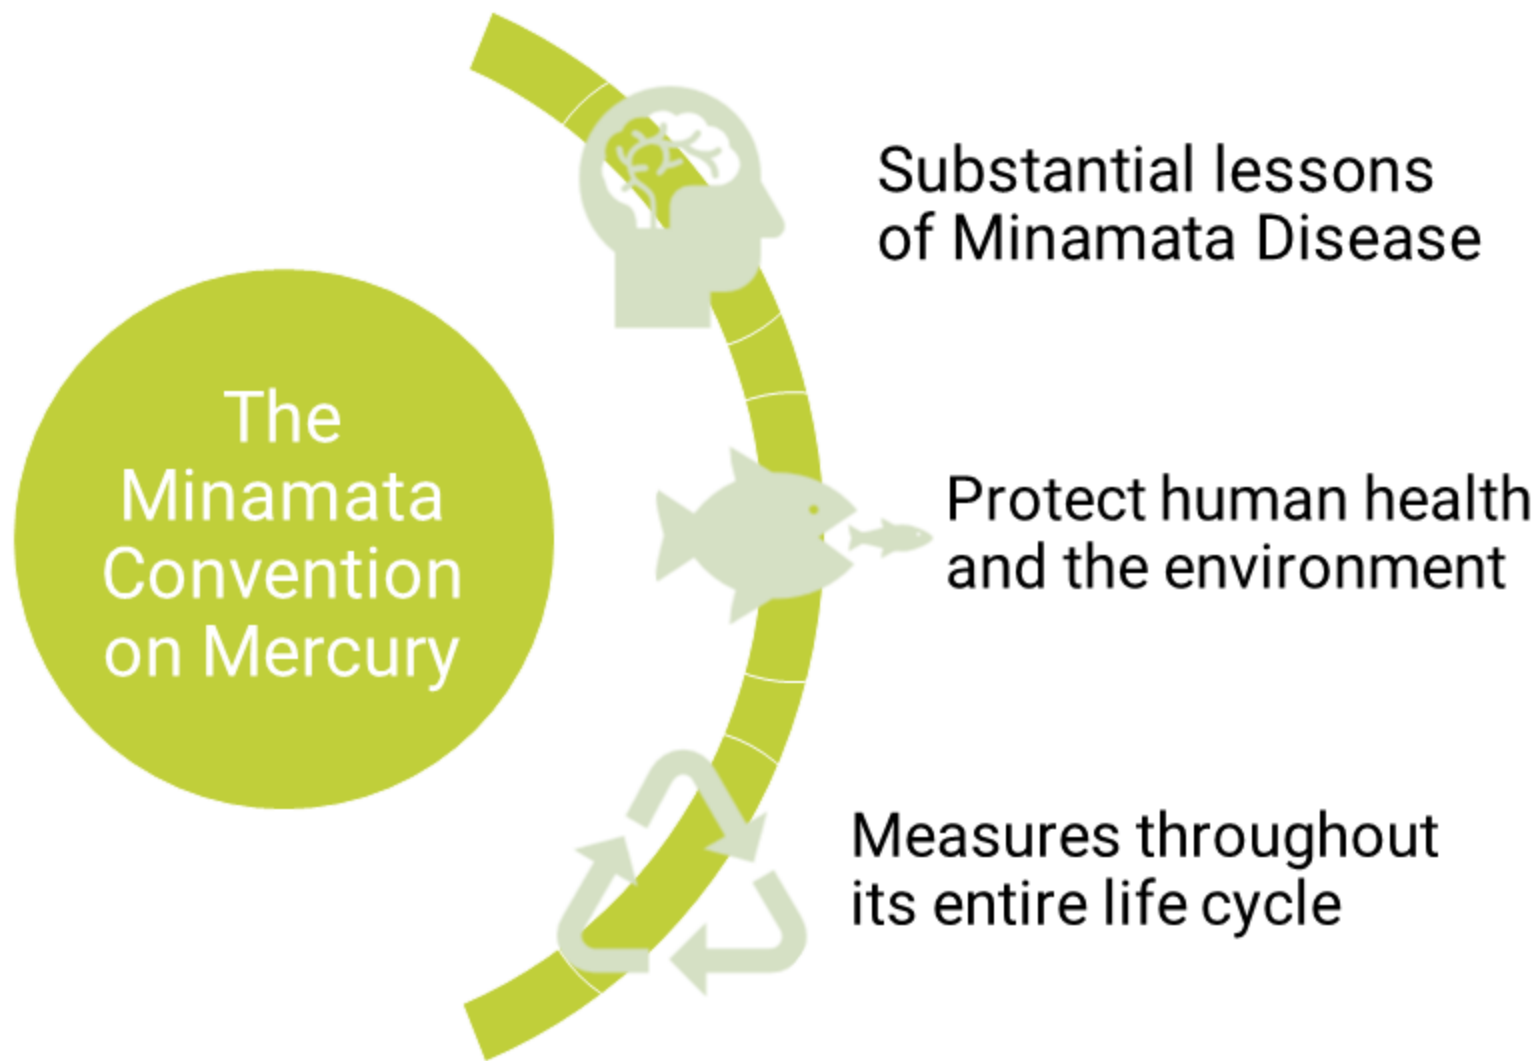 The
Minamata
Convention
on Mercury
Substantial lessons
of Minamata Disease
Protect human health
and the environment
Measures throughout
its entire life cycle